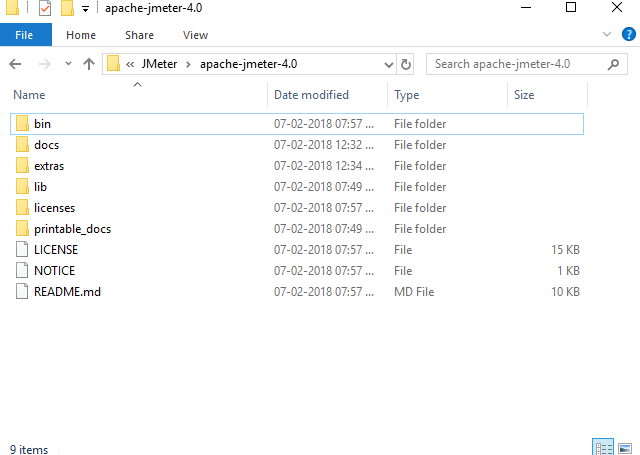 apache-jmeter-4.0
File Home Share View
« JMeter › apache-jmeter-4.0 Search apache-jmeter-4.0
Name Date modified Type Size
bin 07-02-2018 07:57 ... File folder
docs 07-02-2018 12:32 ... File folder
extras 07-02-2018 12:34 ... File folder
lib 07-02-2018 07:49 ... File folder
licenses 07-02-2018 07:57 ... File folder
printable_docs 07-02-2018 07:49 ... File folder
LICENSE 07-02-2018 07:57 ... File 15 KB
NOTICE 07-02-2018 07:57 ... File 1 KB
README.md 07-02-2018 07:57 ... MD File 10 KB
9 items